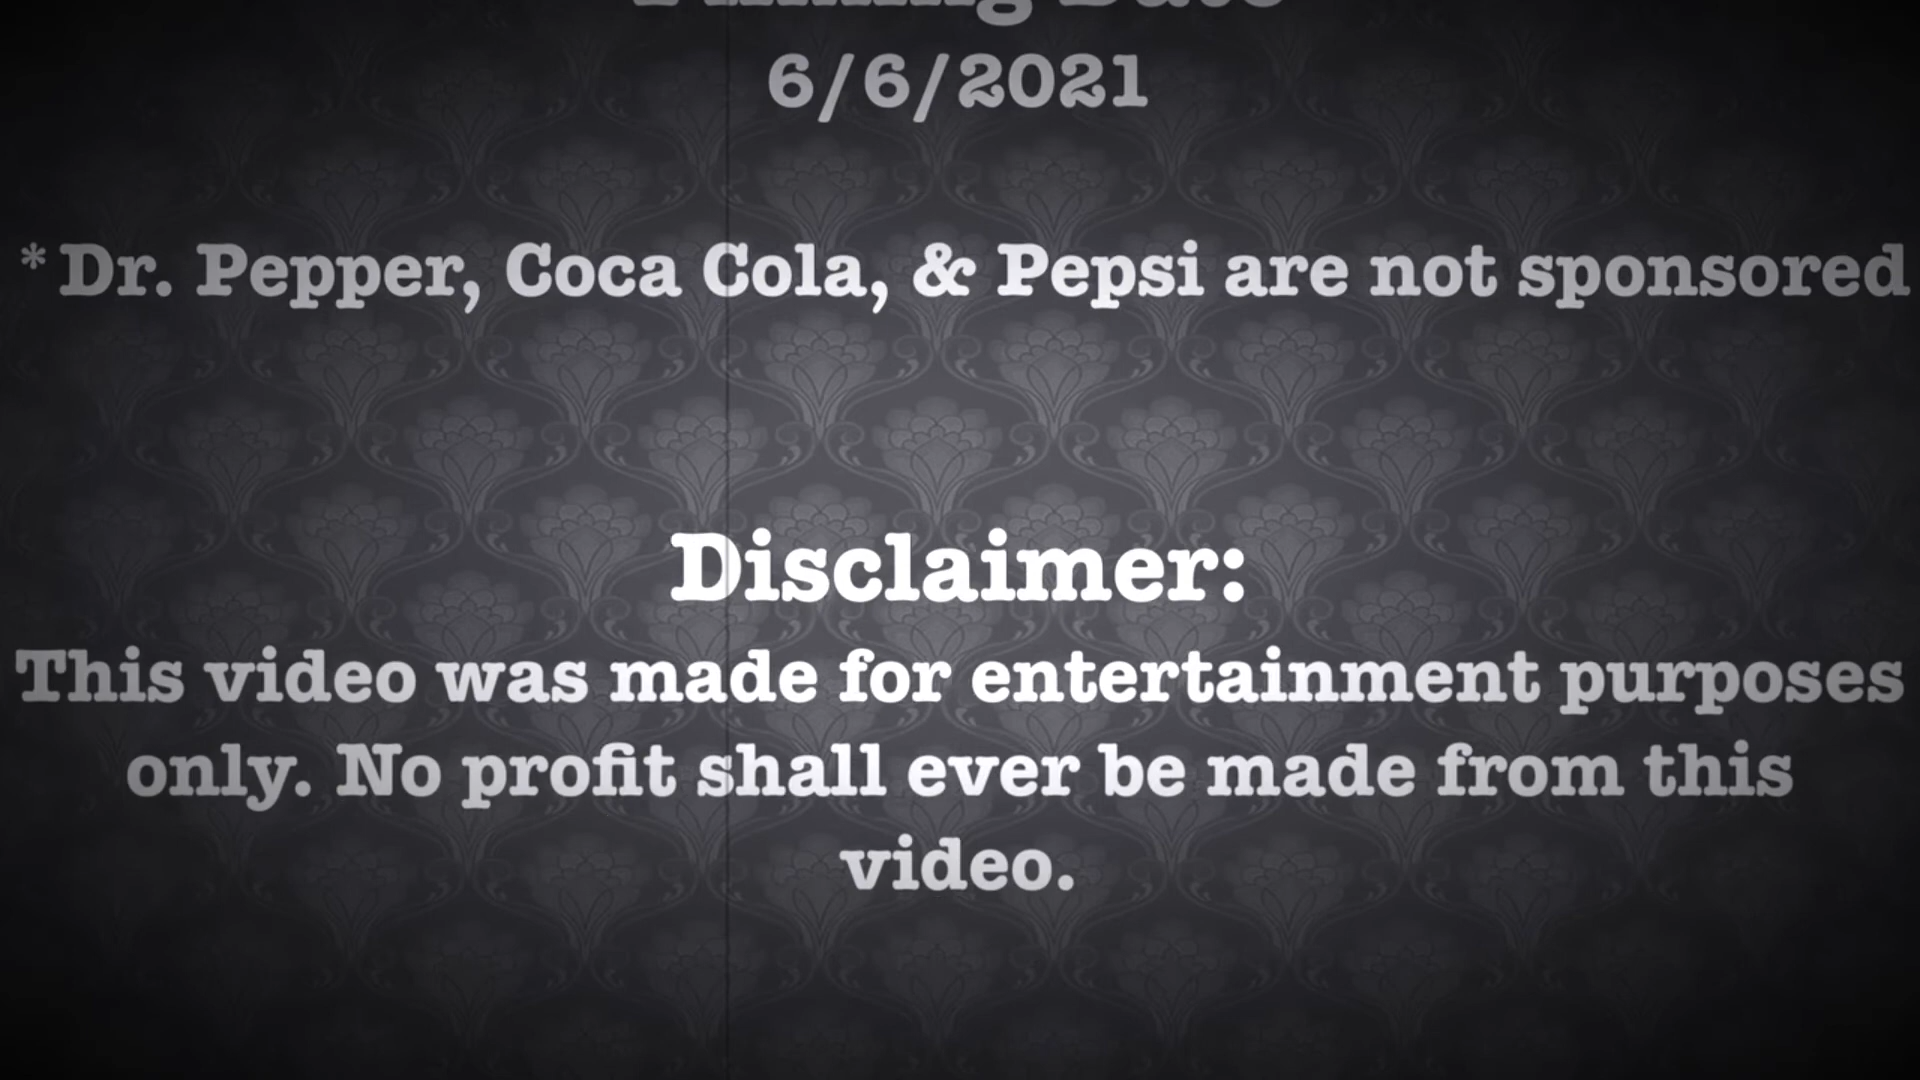 6/6/2021
*Dr. Pepper, Coca Cola, & Pepsi are not sponsored
Disclaimer:
This video was made for entertainment purposes
only. No profit shall ever be made from this
video.